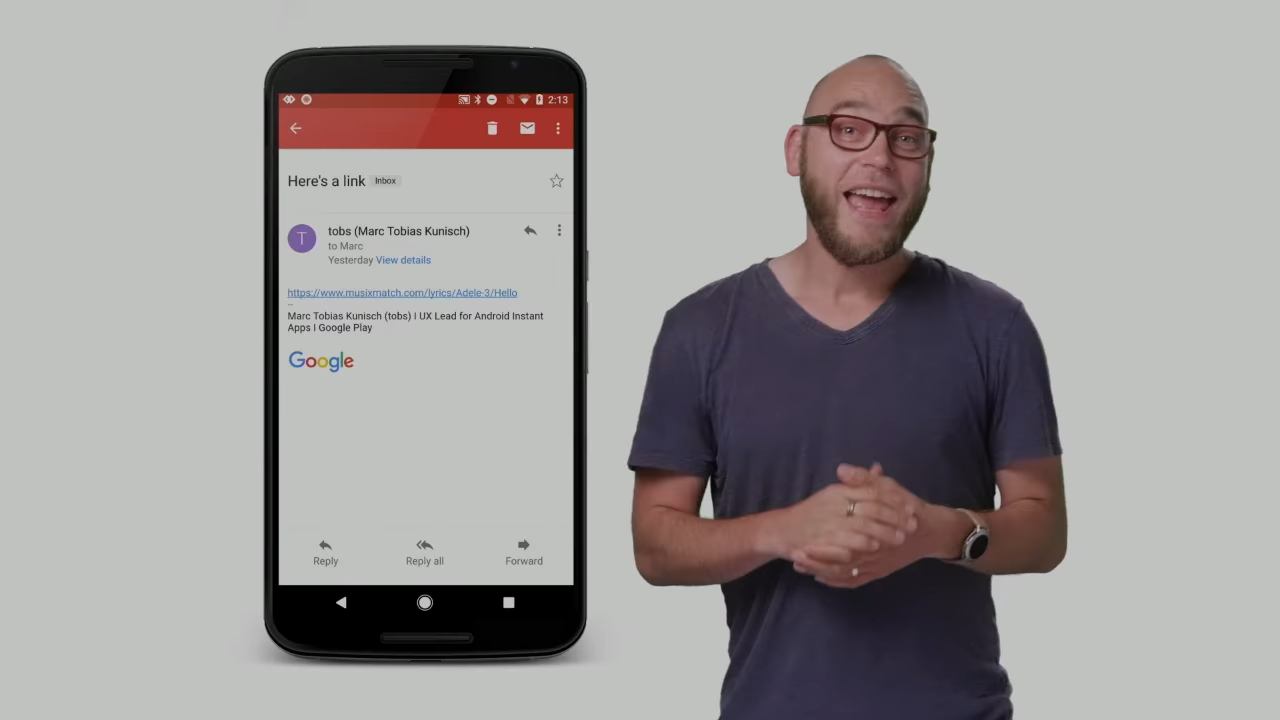 2:13
Here's a link Inbox
T
tobs (Marc Tobias Kunisch)
to Marc
Yesterday View details
https://www.musixmatch.com/lyrics/Adele-3/Hello
--
Marc Tobias Kunisch (tobs) I UX Lead for Android Instant
Apps I Google Play
Google
Reply
Reply all
Forward